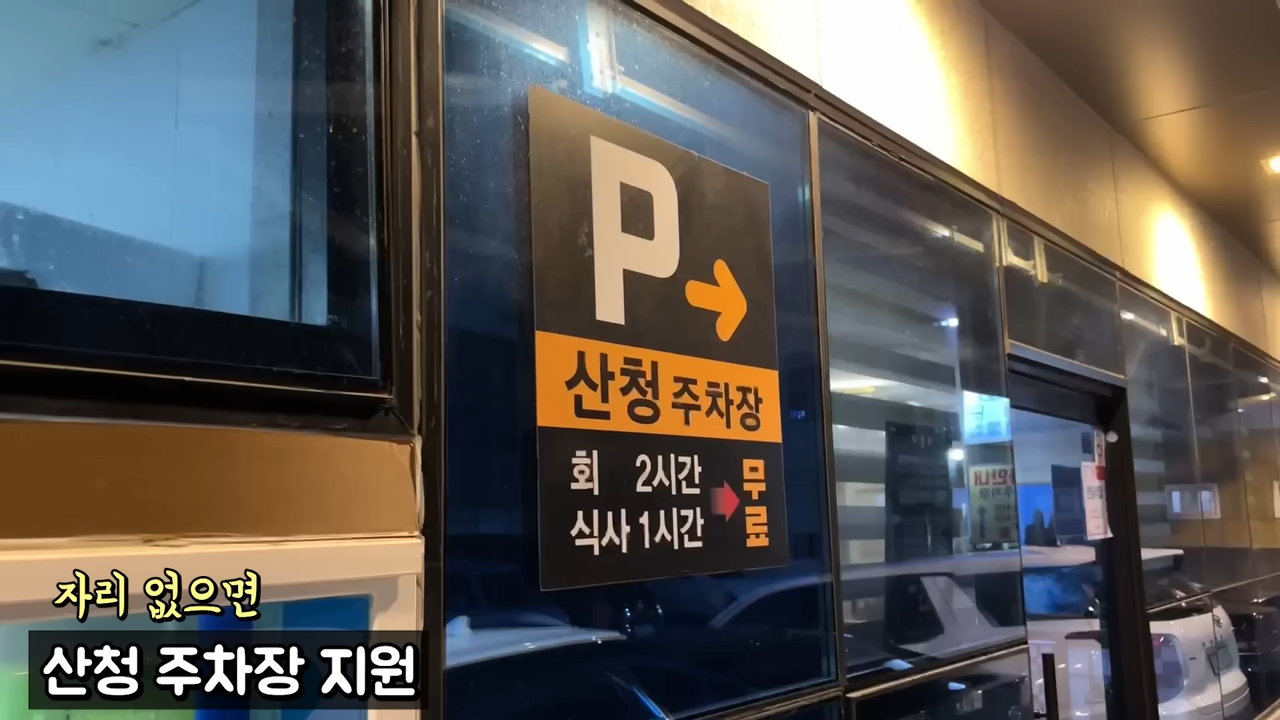 P
산청 주차장
회 2시간
식사 1시간
무료
자리 없으면
산청 주차장 지원